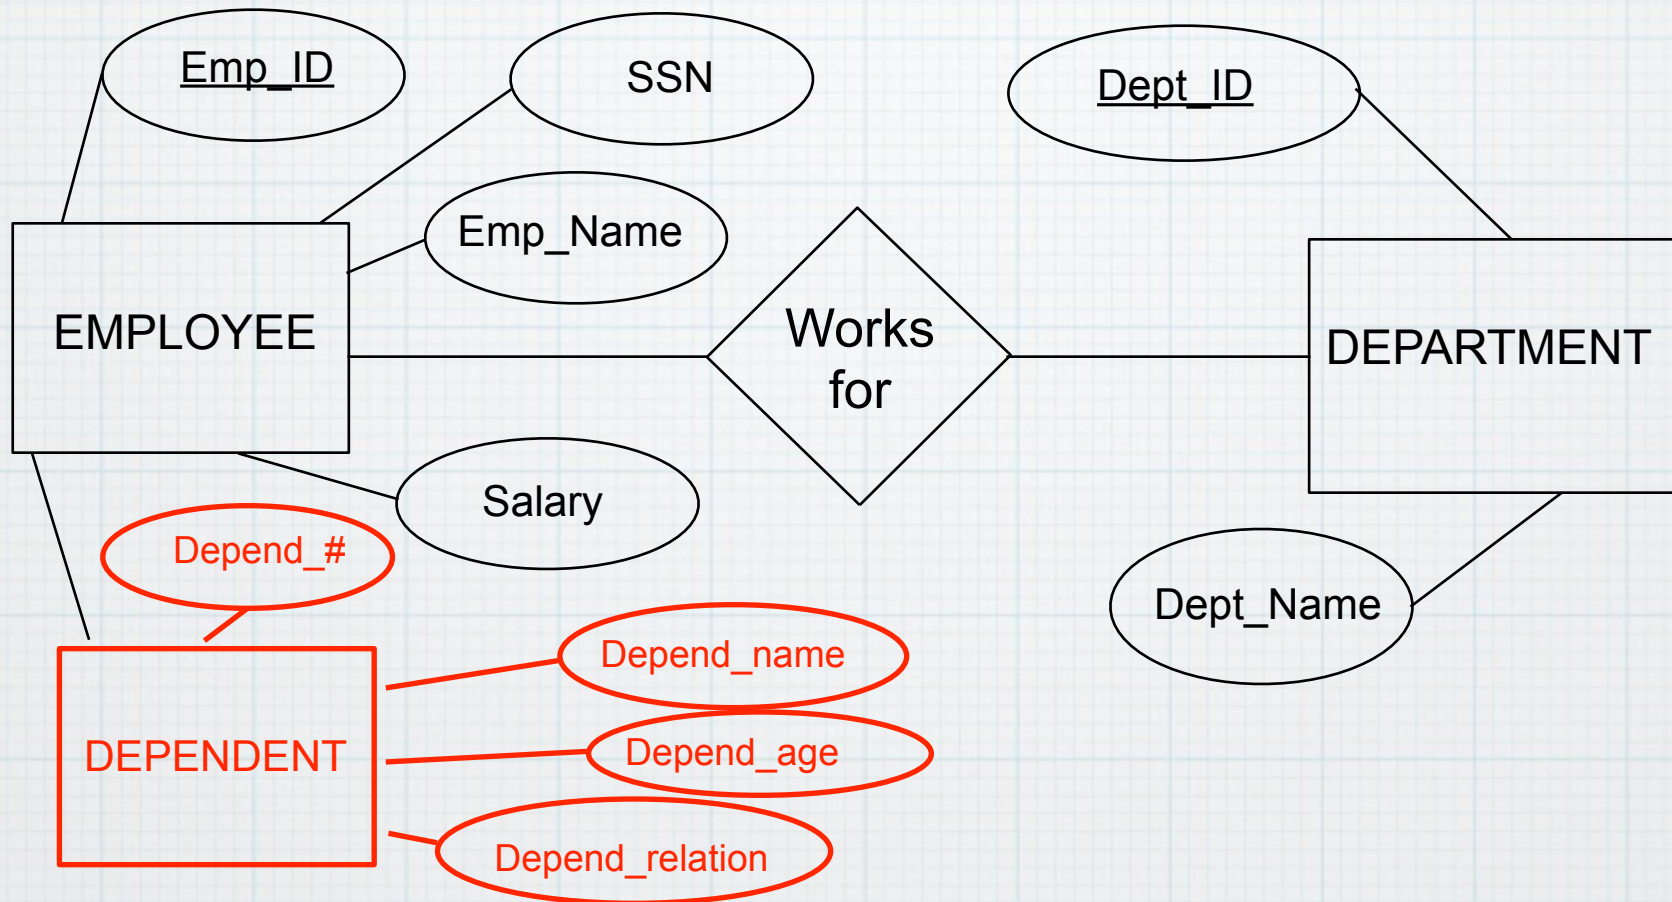 Emp_ID
SSN
Dept_ID
Emp_Name
EMPLOYEE
Works
for
DEPARTMENT
Salary
Depend_#
Dept_Name
Depend_name
DEPENDENT
Depend_age
Depend_relation